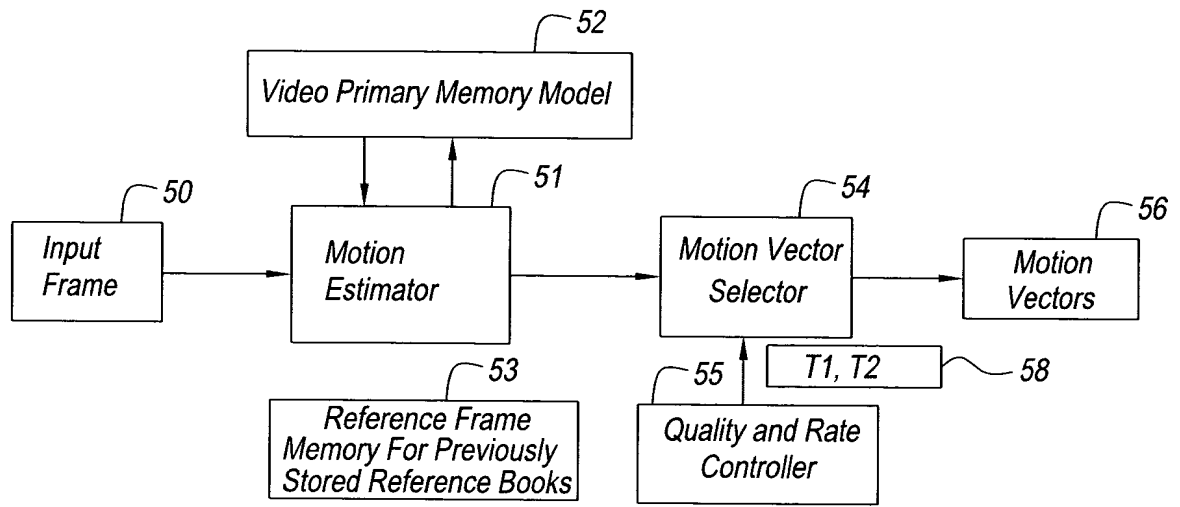 52
Video Primary Memory Model
50
Input
Frame
51
Motion
Estimator
54
Motion Vector
Selector
56
Motion
Vectors
53
Reference Frame
Memory For Previously
Stored Reference Books
55
Quality and Rate
Controller
T1, T2
58